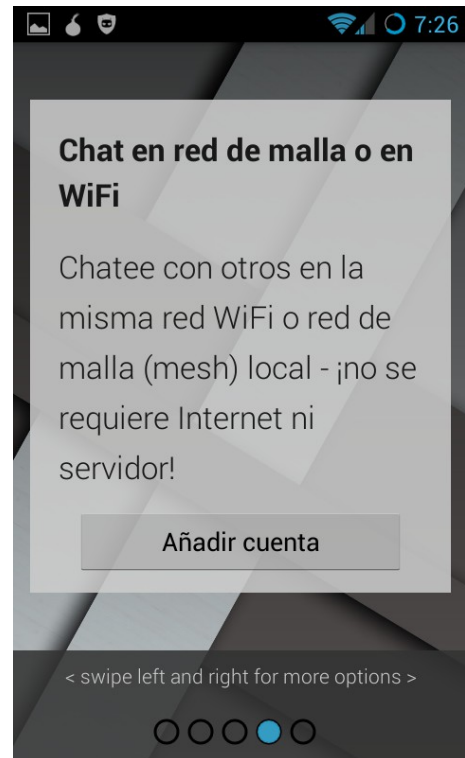 7:26
Chat en red de malla o en
WiFi
Chatee con otros en la
misma red WiFi o red de
malla (mesh) local - ¡no se
requiere Internet ni
servidor!
Añadir cuenta
< swipe left and right for more options >